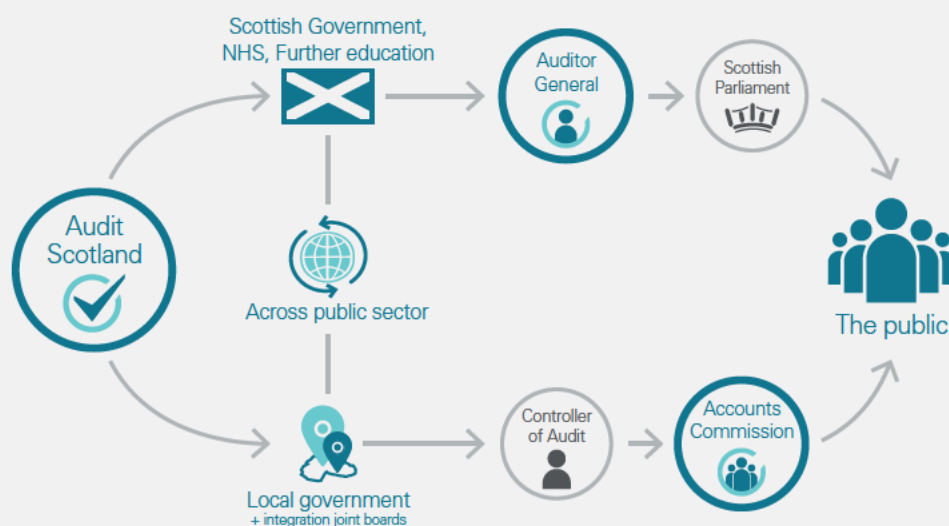 Scottish Government,
NHS, Further education
Auditor
General
Scottish
Parliament
Audit
Scotland
Across public sector
The public
Local government
+ integration joint boards
Controller
of Audit
Accounts
Commission